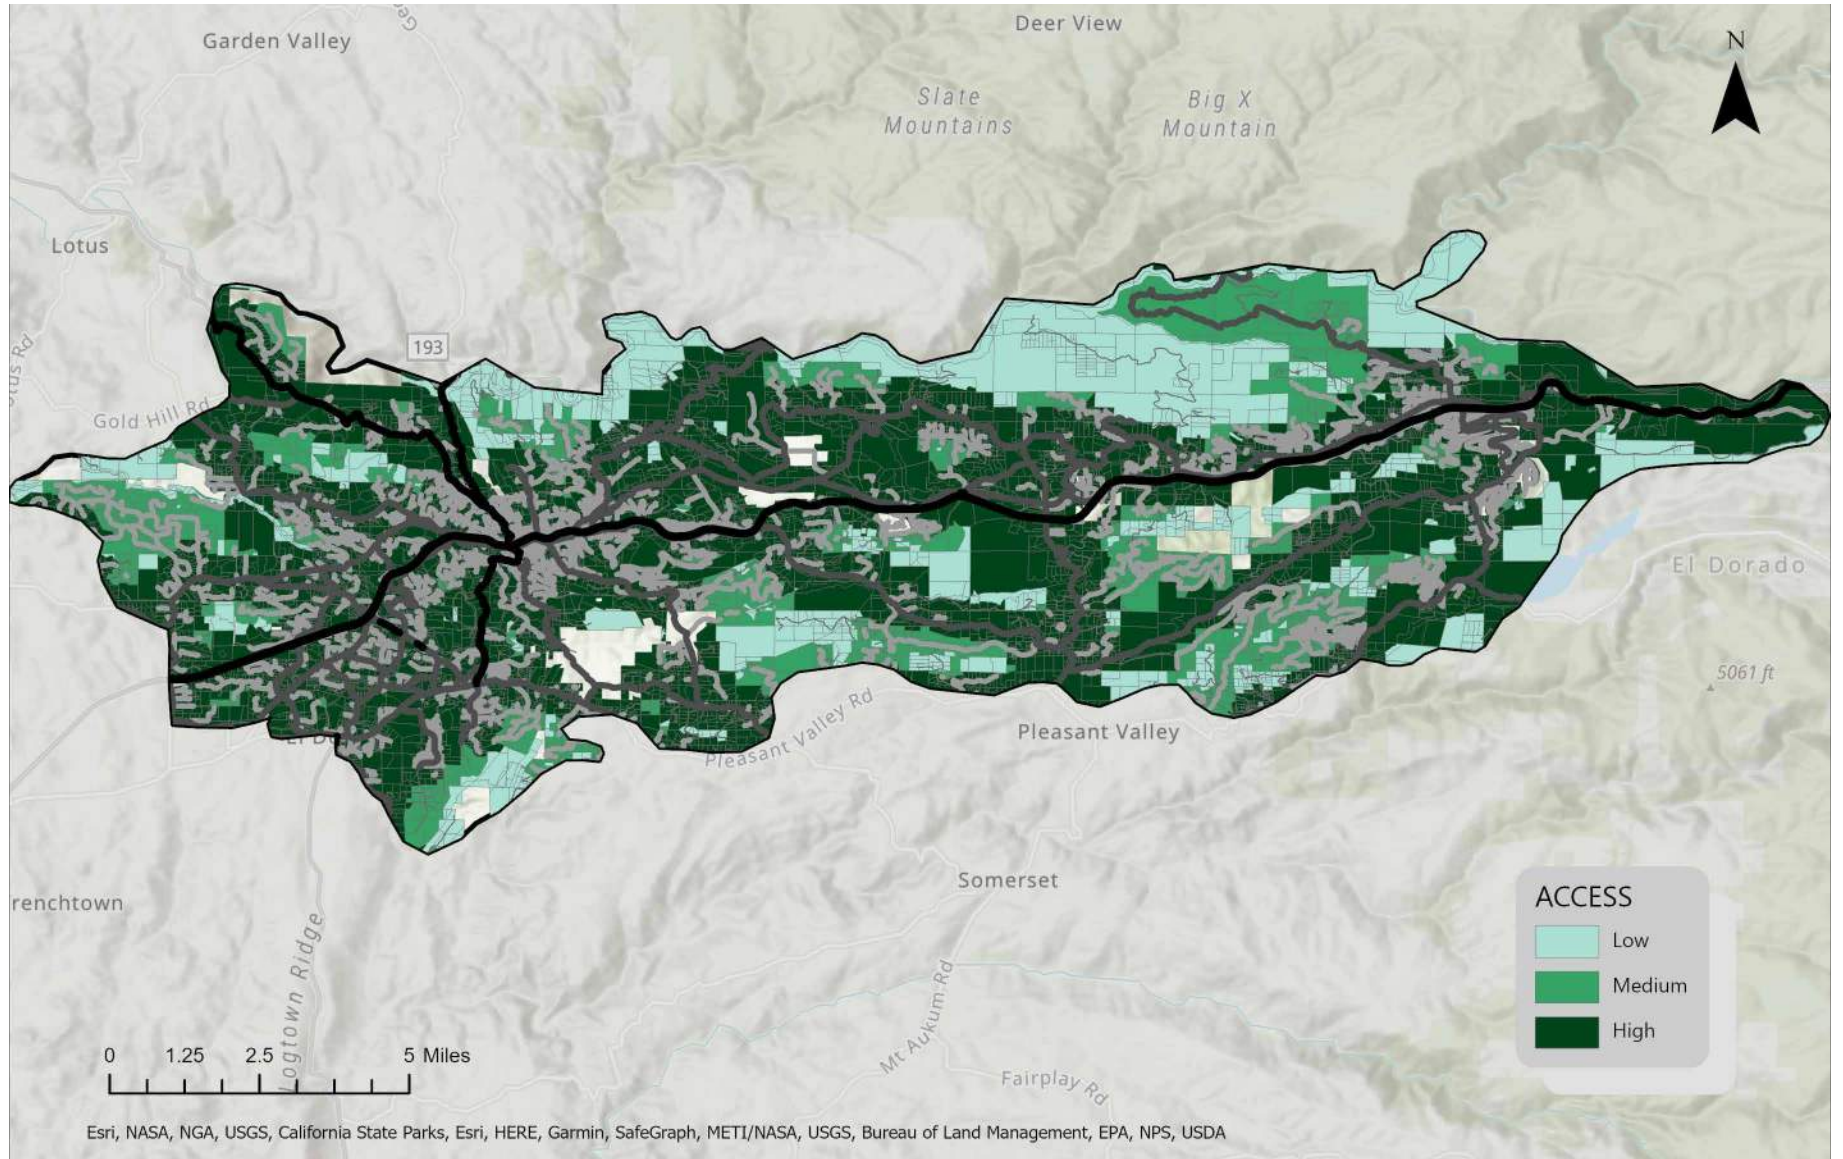 Garden Valley
Deer View
N
Slate
Mountains
Big X
Mountain
Lotus
193
Gold Hill Rd
El Dorado
5061 ft
Pleasant Valley Rd
Pleasant Valley
Somerset
renchtown
Logtown Ridge
Mt Aukum Rd
Fairplay Rd
ACCESS
Low
Medium
High
0 1.25 2.5 5 Miles
Esri, NASA, NGA, USGS, California State Parks, Esri, HERE, Garmin, SafeGraph, METI/NASA, USGS, Bureau of Land Management, EPA, NPS, USDA